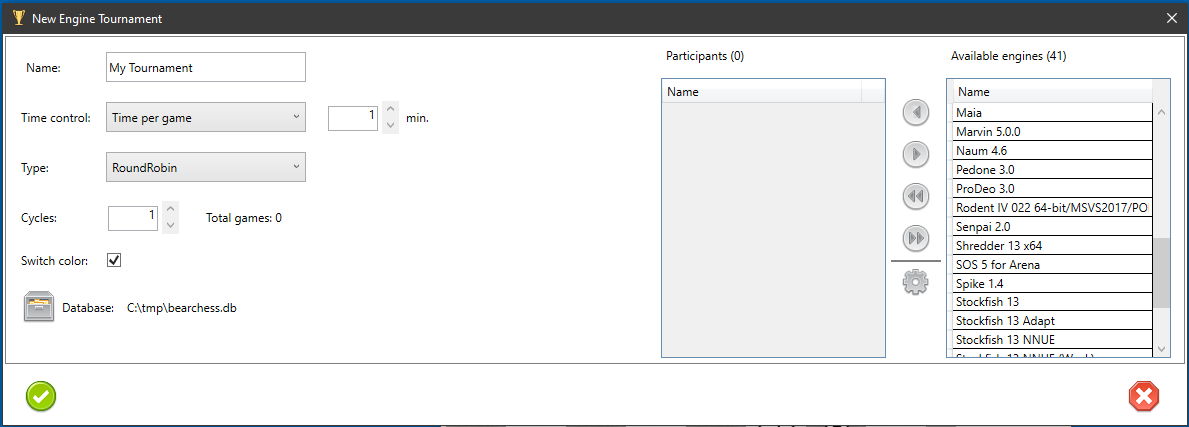 New Engine Tournament
Name: My Tournament
Time control: Time per game 1 min.
Type: RoundRobin
Cycles: 1 Total games: 0
Switch color:
Database: C:\tmp\bearchess.db
Participants (0)
Name
Available engines (41)
Name
Maia
Marvin 5.0.0
Naum 4.6
Pedone 3.0
ProDeo 3.0
Rodent IV 022 64-bit/MSVS2017/PO
Senpai 2.0
Shredder 13 x64
SOS 5 for Arena
Spike 1.4
Stockfish 13
Stockfish 13 Adapt
Stockfish 13 NNUE